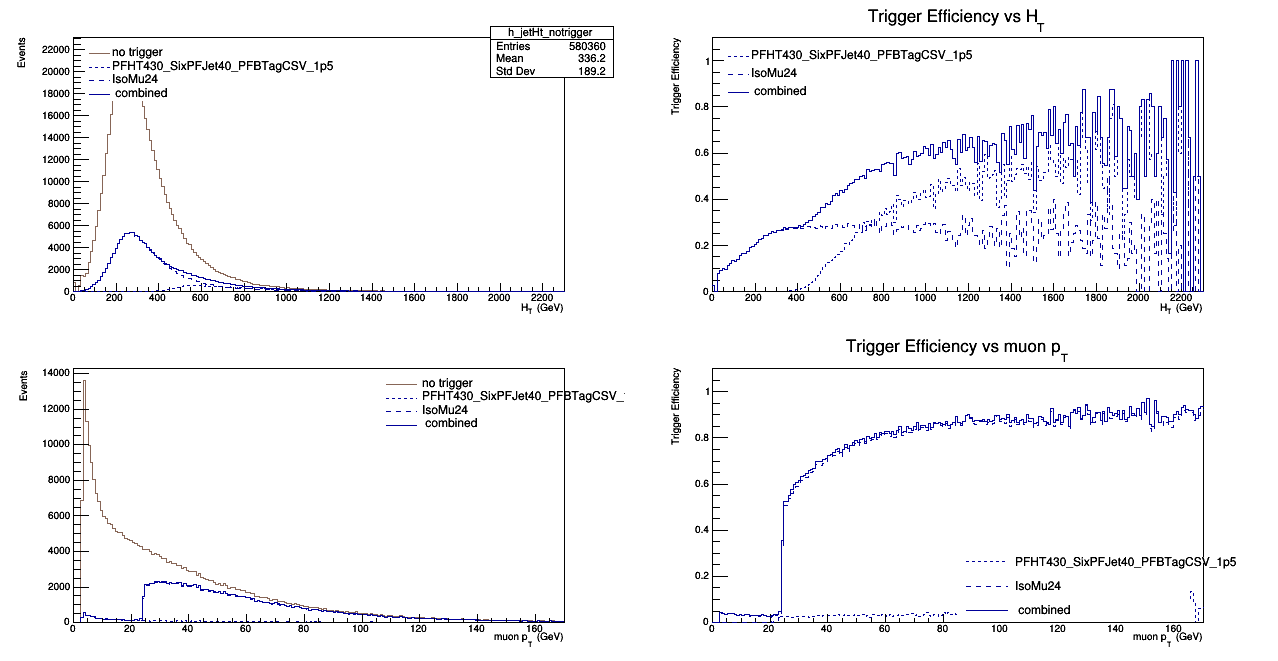 Events
no trigger
PFHT430_SixPFJet40_PFBTagCSV_1p5
IsoMu24
combined
h_jetHt_notrigger
Entries 580360
Mean 336.2
Std Dev 189.2
22000
20000
18000
16000
14000
12000
10000
8000
6000
4000
2000
0
0 200 400 600 800 1000 1200 1400 1600 1800 2000 2200
H_T (GeV)
Trigger Efficiency vs H_T
Trigger Efficiency
PFHT430_SixPFJet40_PFBTagCSV_1p5
IsoMu24
combined
1
0.8
0.6
0.4
0.2
0
0 200 400 600 800 1000 1200 1400 1600 1800 2000 2200
H_T (GeV)
Events
no trigger
PFHT430_SixPFJet40_PFBTagCSV_
IsoMu24
combined
14000
12000
10000
8000
6000
4000
2000
0
0 20 40 60 80 100 120 140 160
muon p_T (GeV)
Trigger Efficiency vs muon p_T
Trigger Efficiency
1
0.8
0.6
0.4
0.2
0
PFHT430_SixPFJet40_PFBTagCSV_1p5
IsoMu24
combined
0 20 40 60 80 100 120 140 160
muon p_T (GeV)